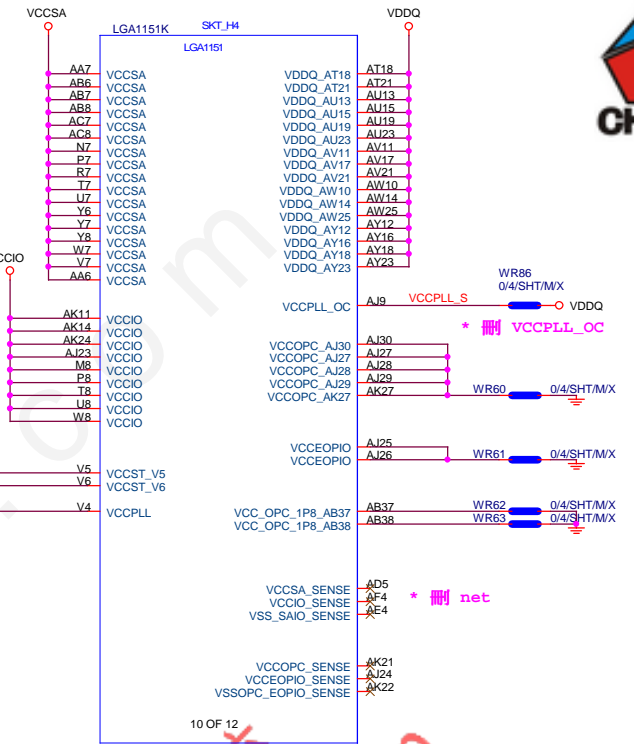 VCCSA
VDDQ
LGA1151K
SKT_H4
LGA1151
AA7 VCCSA
AB6 VCCSA
AB7 VCCSA
AB8 VCCSA
AC7 VCCSA
AC8 VCCSA
N7 VCCSA
P7 VCCSA
R7 VCCSA
T7 VCCSA
U7 VCCSA
Y6 VCCSA
Y7 VCCSA
Y8 VCCSA
W7 VCCSA
V7 VCCSA
AA6 VCCSA
VDDQ_AT18 AT18
VDDQ_AT21 AT21
VDDQ_AU13 AU13
VDDQ_AU15 AU15
VDDQ_AU19 AU19
VDDQ_AU23 AU23
VDDQ_AV11 AV11
VDDQ_AV17 AV17
VDDQ_AV21 AV21
VDDQ_AW10 AW10
VDDQ_AW14 AW14
VDDQ_AW25 AW25
VDDQ_AY12 AY12
VDDQ_AY16 AY16
VDDQ_AY18 AY18
VDDQ_AY23 AY23
CCIO
AK11 VCCIO
AK14 VCCIO
AK24 VCCIO
AJ23 VCCIO
M8 VCCIO
P8 VCCIO
T8 VCCIO
U8 VCCIO
W8 VCCIO
WR86
0/4/SHT/M/X
VCCPLL_OC AJ9 VCCPLL_S VDDQ
* 刪 VCCPLL_OC
VCCOPC_AJ30 AJ30
VCCOPC_AJ27 AJ27
VCCOPC_AJ28 AJ28
VCCOPC_AJ29 AJ29
VCCOPC_AK27 AK27 WR60 0/4/SHT/M/X
VCCEOPIO AJ25
VCCEOPIO AJ26 WR61 0/4/SHT/M/X
V5 VCCST_V5
V6 VCCST_V6
V4 VCCPLL
VCC_OPC_1P8_AB37 AB37 WR62 0/4/SHT/M/X
VCC_OPC_1P8_AB38 AB38 WR63 0/4/SHT/M/X
VCCSA_SENSE AD5
VCCIO_SENSE AF4
VSS_SAIO_SENSE AE4
* 刪 net
VCCOPC_SENSE AK21
VCCEOPIO_SENSE AJ24
VSSOPC_EOPIO_SENSE AK22
10 OF 12
CH
.com